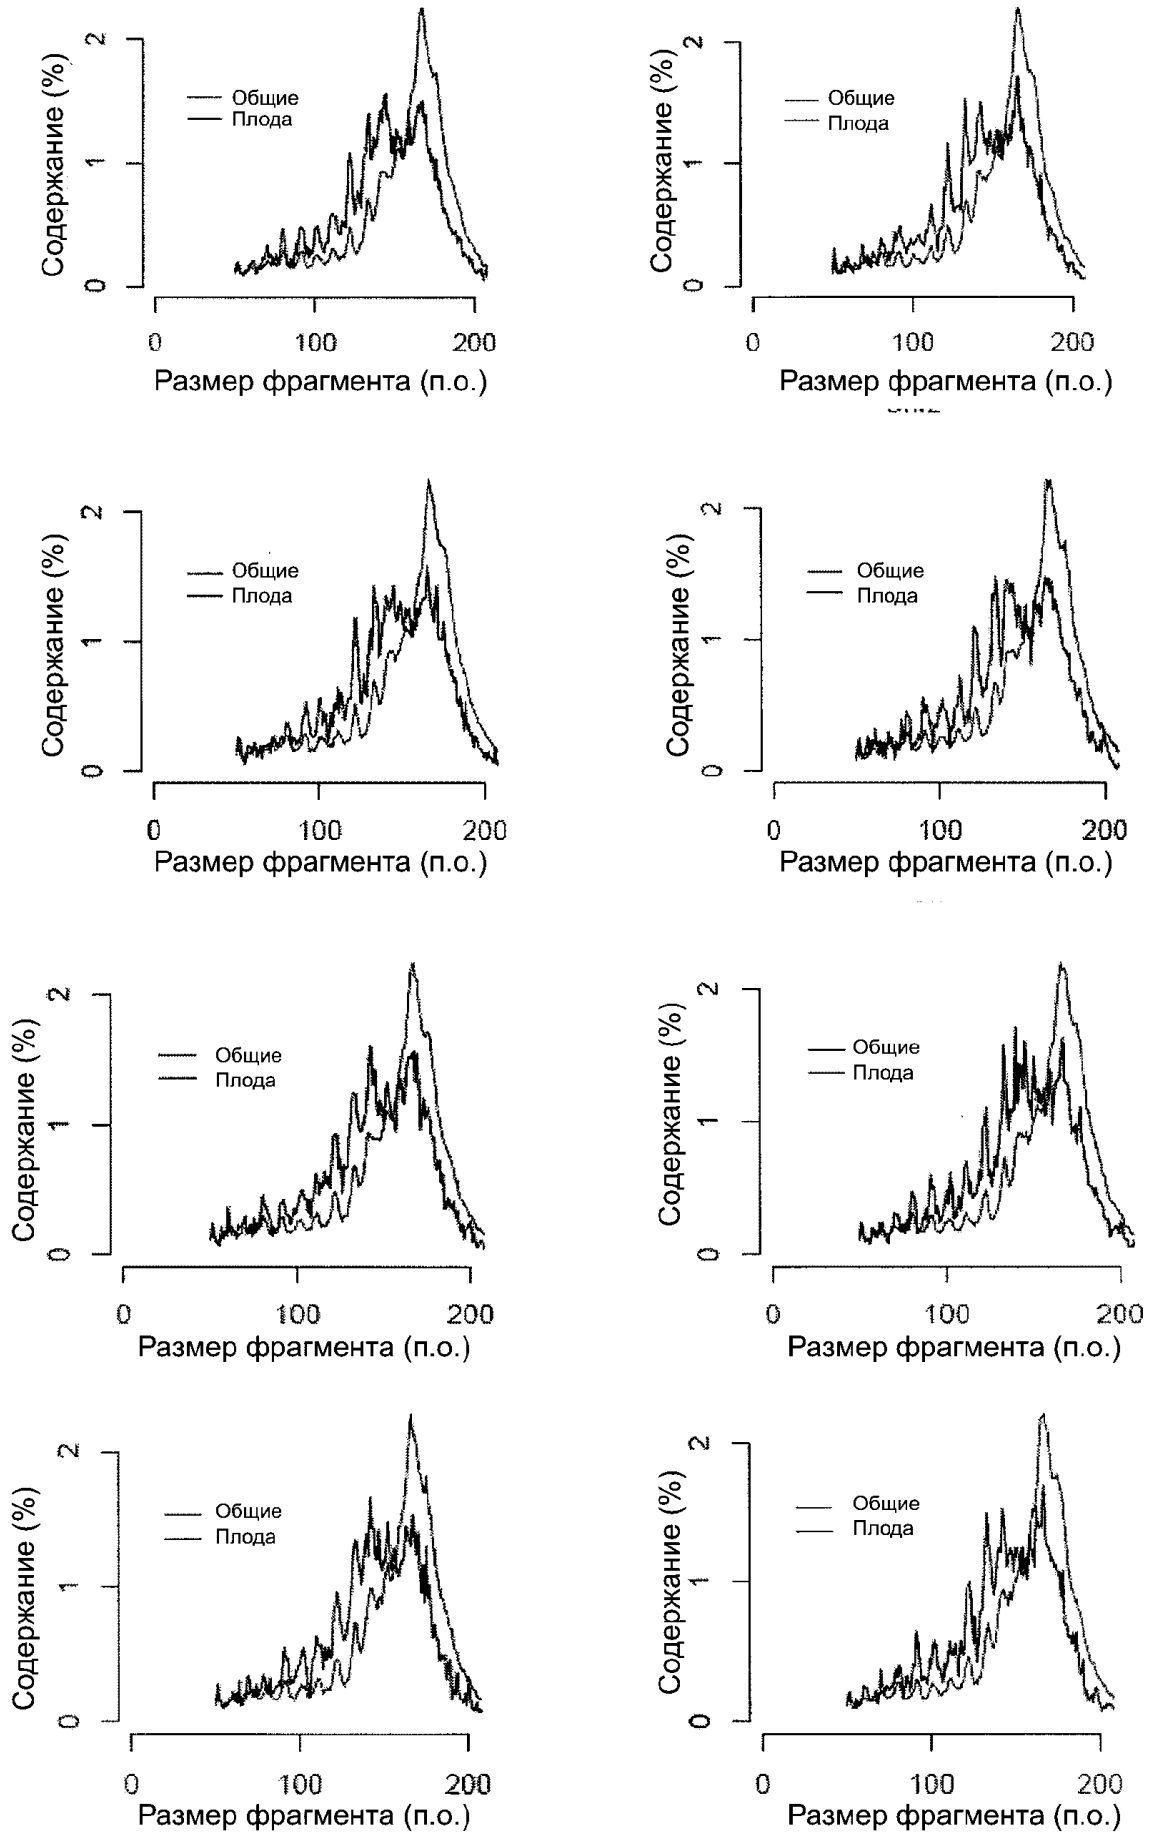 Содержание (%)
2
1
0
Общие
Плода
0 100 200
Размер фрагмента (п.о.)
Содержание (%)
2
1
0
Общие
Плода
0 100 200
Размер фрагмента (п.о.)
Содержание (%)
2
1
0
Общие
Плода
0 100 200
Размер фрагмента (п.о.)
Содержание (%)
2
1
0
Общие
Плода
0 100 200
Размер фрагмента (п.о.)
Содержание (%)
2
1
0
Общие
Плода
0 100 200
Размер фрагмента (п.о.)
Содержание (%)
2
1
0
Общие
Плода
0 100 200
Размер фрагмента (п.о.)
Содержание (%)
2
1
0
Общие
Плода
0 100 200
Размер фрагмента (п.о.)
Содержание (%)
2
1
0
Общие
Плода
0 100 200
Размер фрагмента (п.о.)